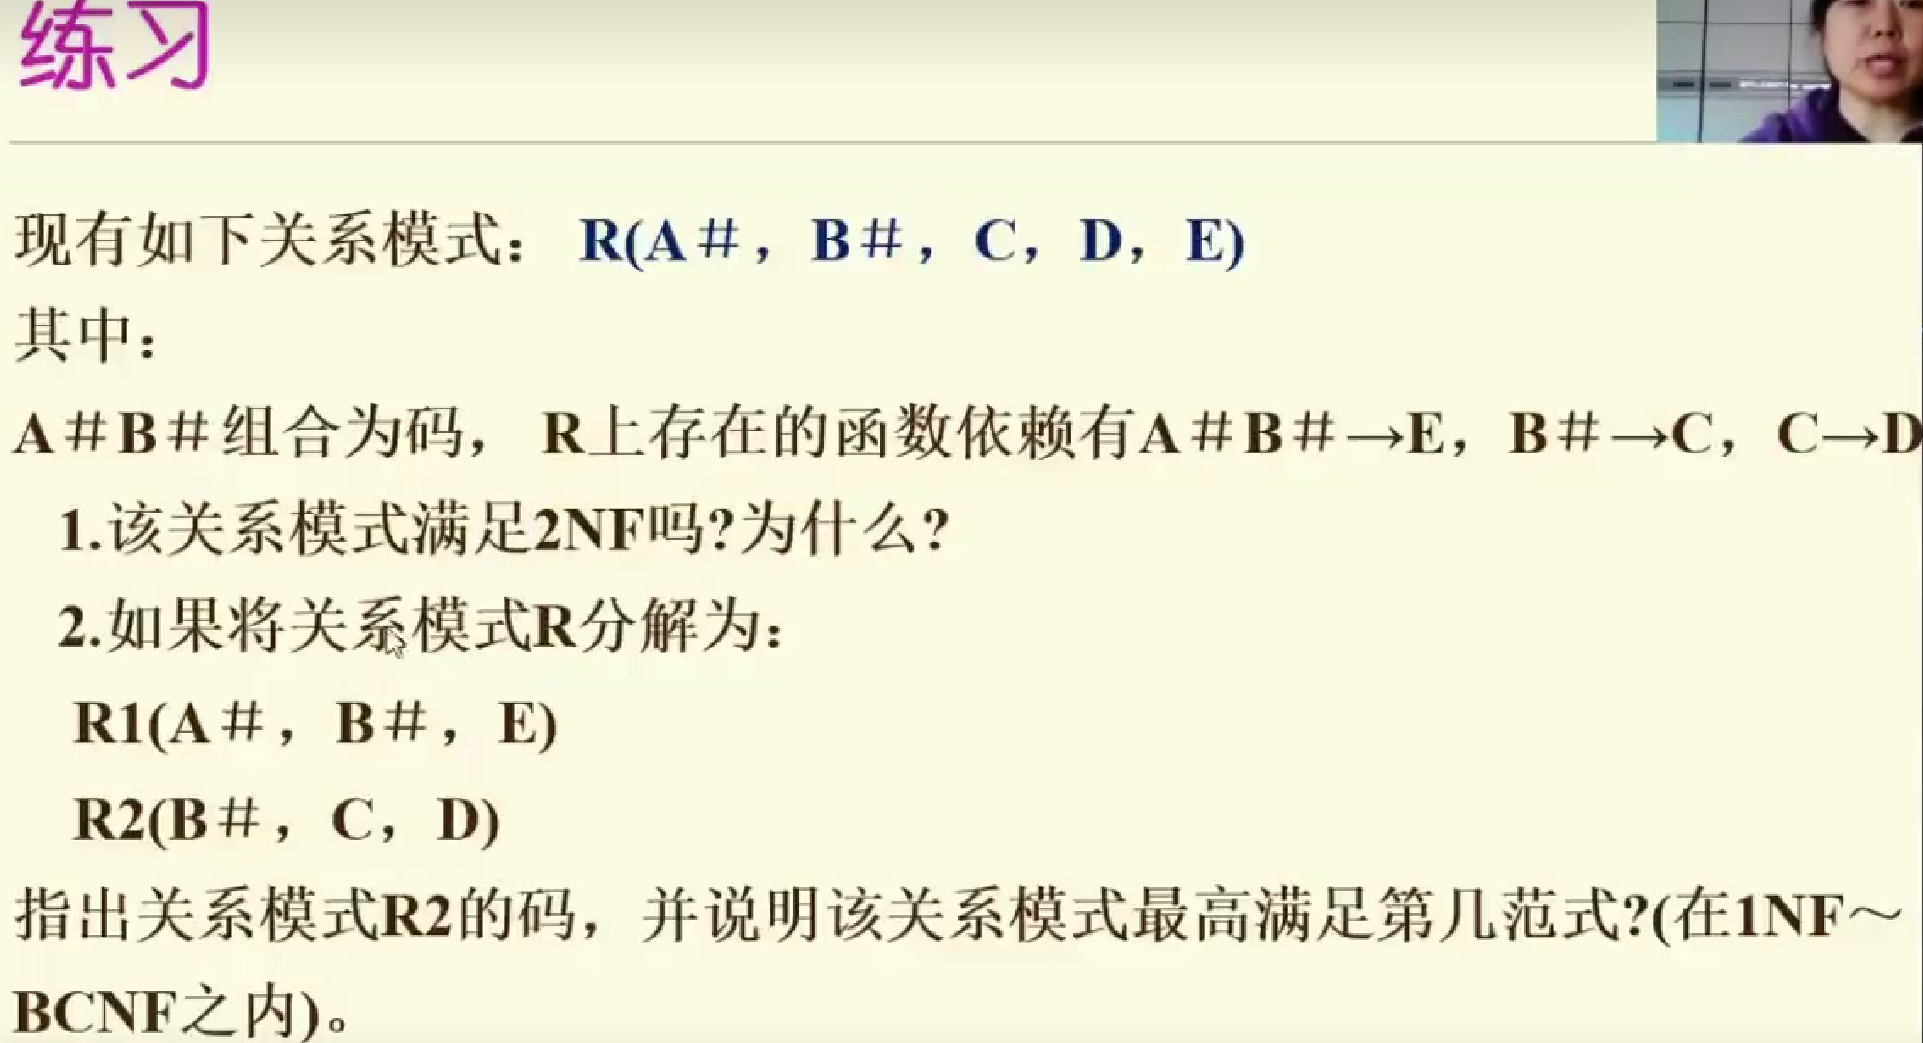 练习
现有如下关系模式： R(A＃，B＃，C，D，E)
其中：
A＃B＃组合为码， R上存在的函数依赖有A＃B＃→E，B＃→C，C→D
1.该关系模式满足2NF吗?为什么?
2.如果将关系模式R分解为：
R1(A＃，B＃，E)
R2(B＃，C，D)
指出关系模式R2的码，并说明该关系模式最高满足第几范式?(在1NF～
BCNF之内)。